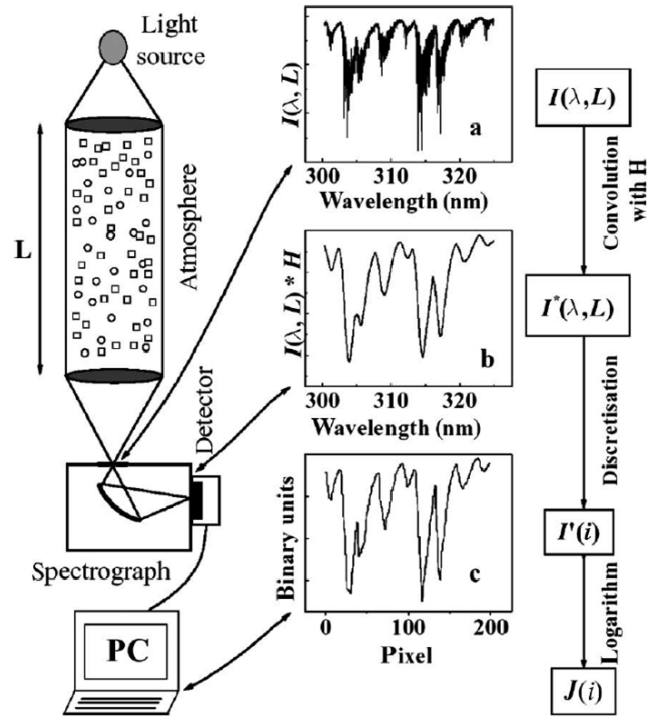 Light
source
L
Atmosphere
Detector
Spectrograph
PC
I(λ, L)
a
300 310 320
Wavelength (nm)
I(λ, L) * H
b
300 310 320
Wavelength (nm)
Binary units
c
0 100 200
Pixel
I(λ,L)
Convolution
with H
I*(λ,L)
Discretisation
I'(i)
Logarithm
J(i)